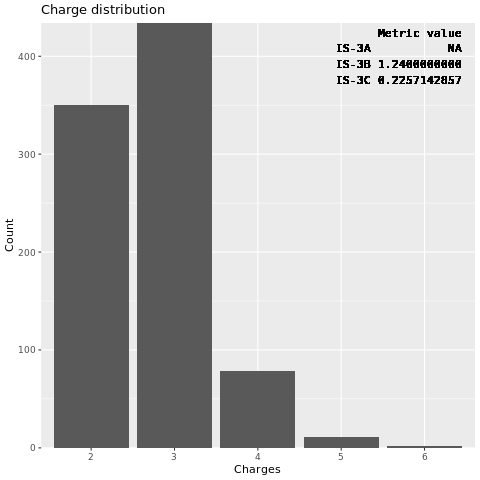 Charge distribution
Metric value
IS-3A NA
IS-3B 1.2400000000
IS-3C 0.2257142857
400
300
200
100
0
Count
2 3 4 5 6
Charges